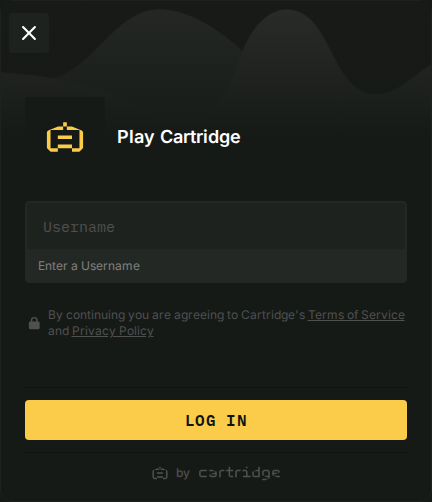 Play Cartridge
Username
Enter a Username
By continuing you are agreeing to Cartridge's Terms of Service
and Privacy Policy
LOG IN
by cartridge